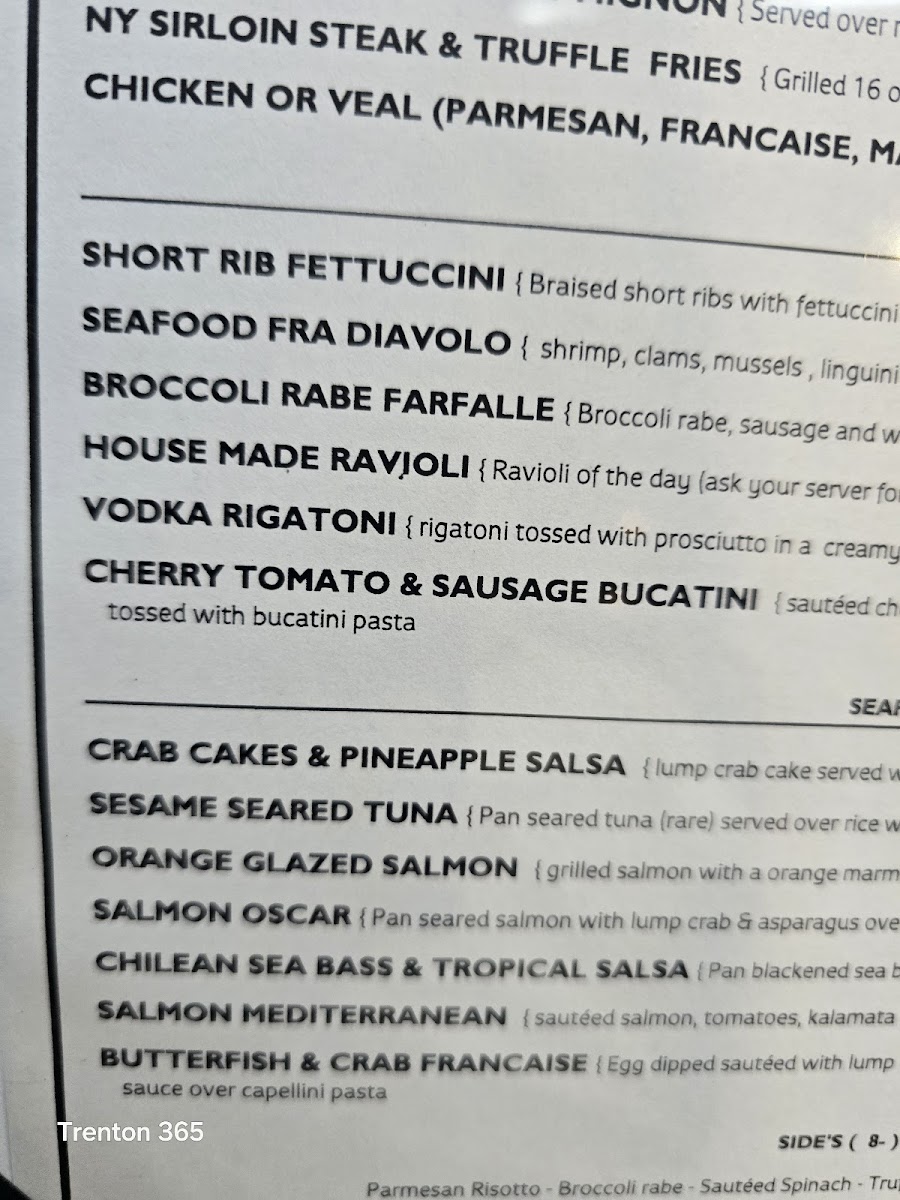 { Served over
NY SIRLOIN STEAK & TRUFFLE FRIES { Grilled 16
CHICKEN OR VEAL (PARMESAN, FRANCAISE,
SHORT RIB FETTUCCINI { Braised short ribs with fettuccini
SEAFOOD FRA DIAVOLO { shrimp, clams, mussels , linguini
BROCCOLI RABE FARFALLE { Broccoli rabe, sausage and
HOUSE MADE RAVIOLI { Ravioli of the day (ask your server
VODKA RIGATONI { rigatoni tossed with prosciutto in a creamy
CHERRY TOMATO & SAUSAGE BUCATINI { sautéed
tossed with bucatini pasta
CRAB CAKES & PINEAPPLE SALSA { lump crab cake served
SESAME SEARED TUNA { Pan seared tuna (rare) served over rice
ORANGE GLAZED SALMON { grilled salmon with a orange
SALMON OSCAR { Pan seared salmon with lump crab & asparagus
CHILEAN SEA BASS & TROPICAL SALSA { Pan blackened sea
SALMON MEDITERRANEAN { sautéed salmon, tomatoes, kalamata
BUTTERFISH & CRAB FRANCAISE { Egg dipped sautéed with lump
sauce over capellini pasta
Trenton 365
SIDE'S ( 8- )
Parmesan Risotto - Broccoli rabe - Sautéed Spinach -